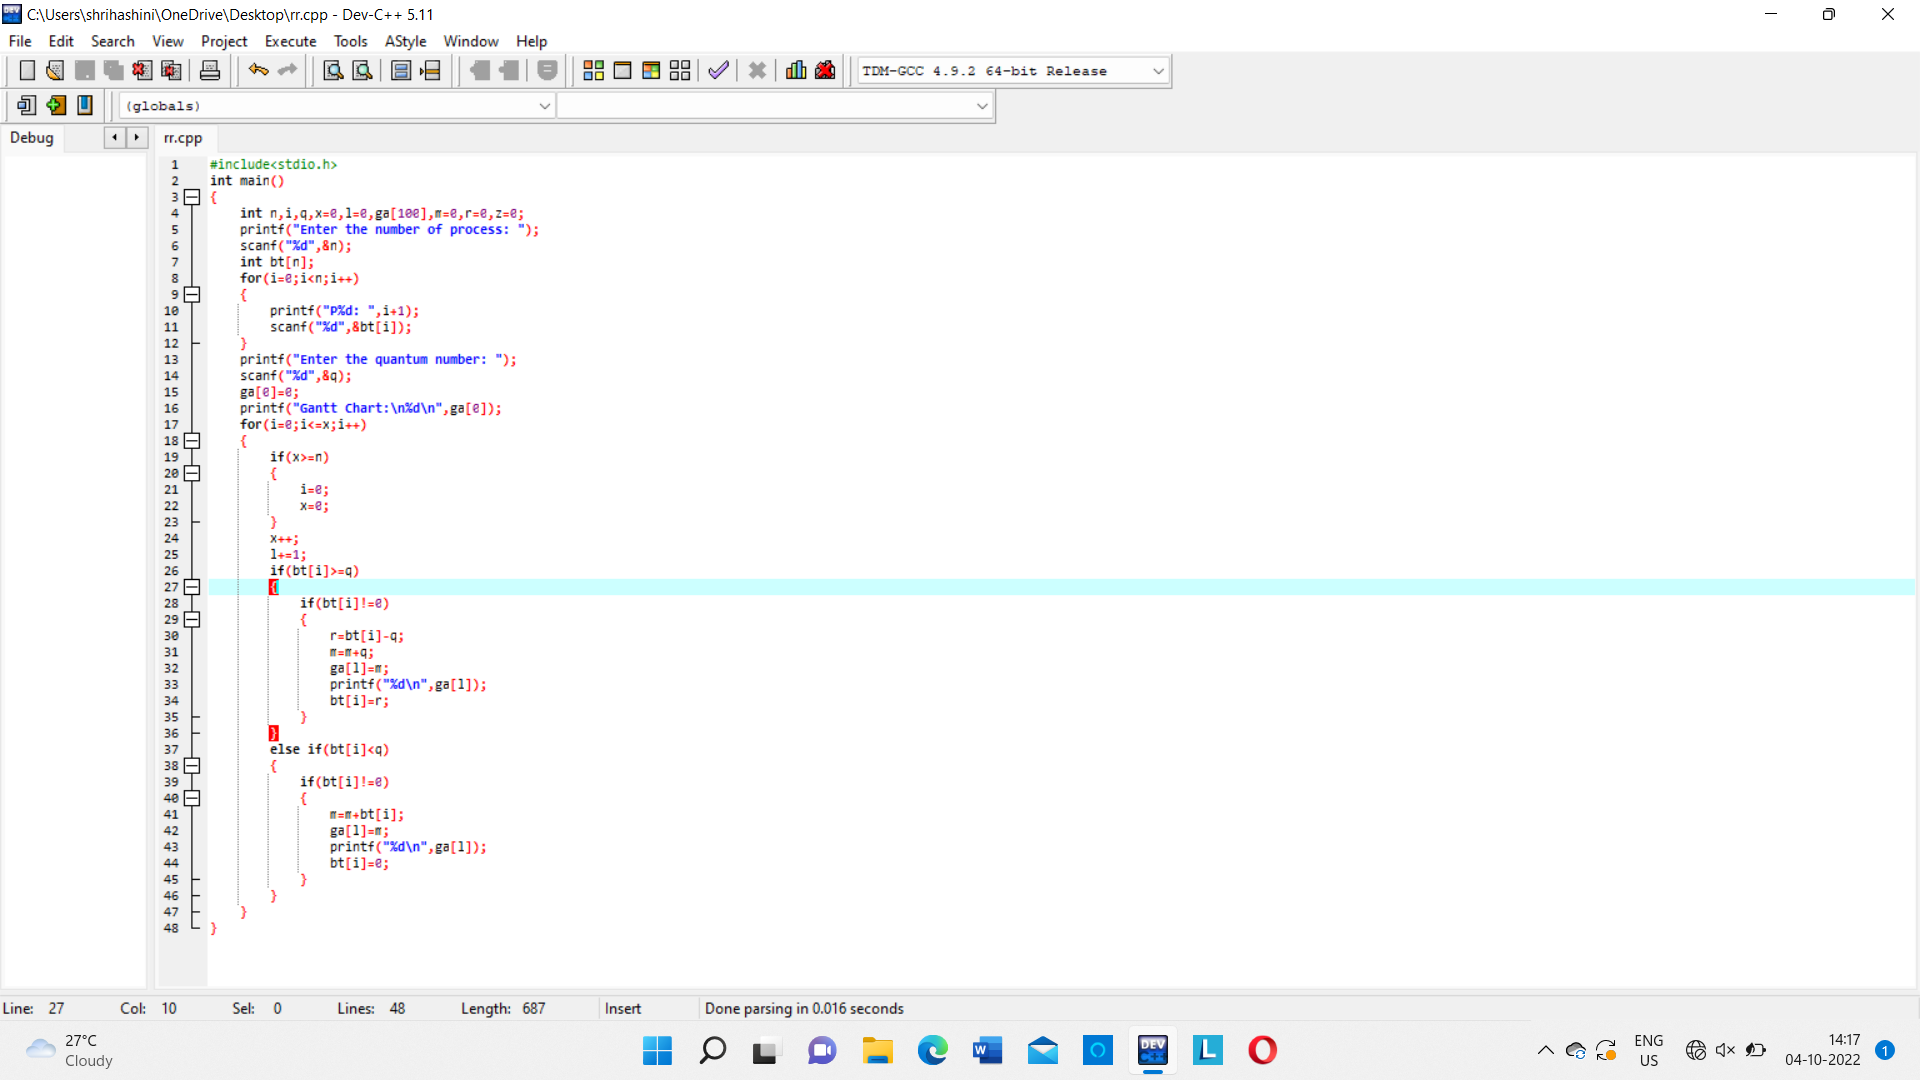 C:\Users\shrihashini\OneDrive\Desktop\rr.cpp - Dev-C++ 5.11
File Edit Search View Project Execute Tools AStyle Window Help
TDM-GCC 4.9.2 64-bit Release
(globals)
Debug rr.cpp
1 #include<stdio.h>
2 int main()
3 {
4 int n,i,q,x=0,l=0,ga[100],m=0,r=0,z=0;
5 printf("Enter the number of process: ");
6 scanf("%d",&n);
7 int bt[n];
8 for(i=0;i<n;i++)
9 {
10 printf("P%d: ",i+1);
11 scanf("%d",&bt[i]);
12 }
13 printf("Enter the quantum number: ");
14 scanf("%d",&q);
15 ga[0]=0;
16 printf("Gantt Chart:\n%d\n",ga[0]);
17 for(i=0;i<=x;i++)
18 {
19 if(x>=n)
20 {
21 i=0;
22 x=0;
23 }
24 x++;
25 l+=1;
26 if(bt[i]>=q)
27 {
28 if(bt[i]!=0)
29 {
30 r=bt[i]-q;
31 m=m+q;
32 ga[l]=m;
33 printf("%d\n",ga[l]);
34 bt[i]=r;
35 }
36 }
37 else if(bt[i]<q)
38 {
39 if(bt[i]!=0)
40 {
41 m=m+bt[i];
42 ga[l]=m;
43 printf("%d\n",ga[l]);
44 bt[i]=0;
45 }
46 }
47 }
48 }
Line: 27 Col: 10 Sel: 0 Lines: 48 Length: 687 Insert Done parsing in 0.016 seconds
27°C
Cloudy
W
DEV
C++
L
ENG
US
14:17
04-10-2022
1